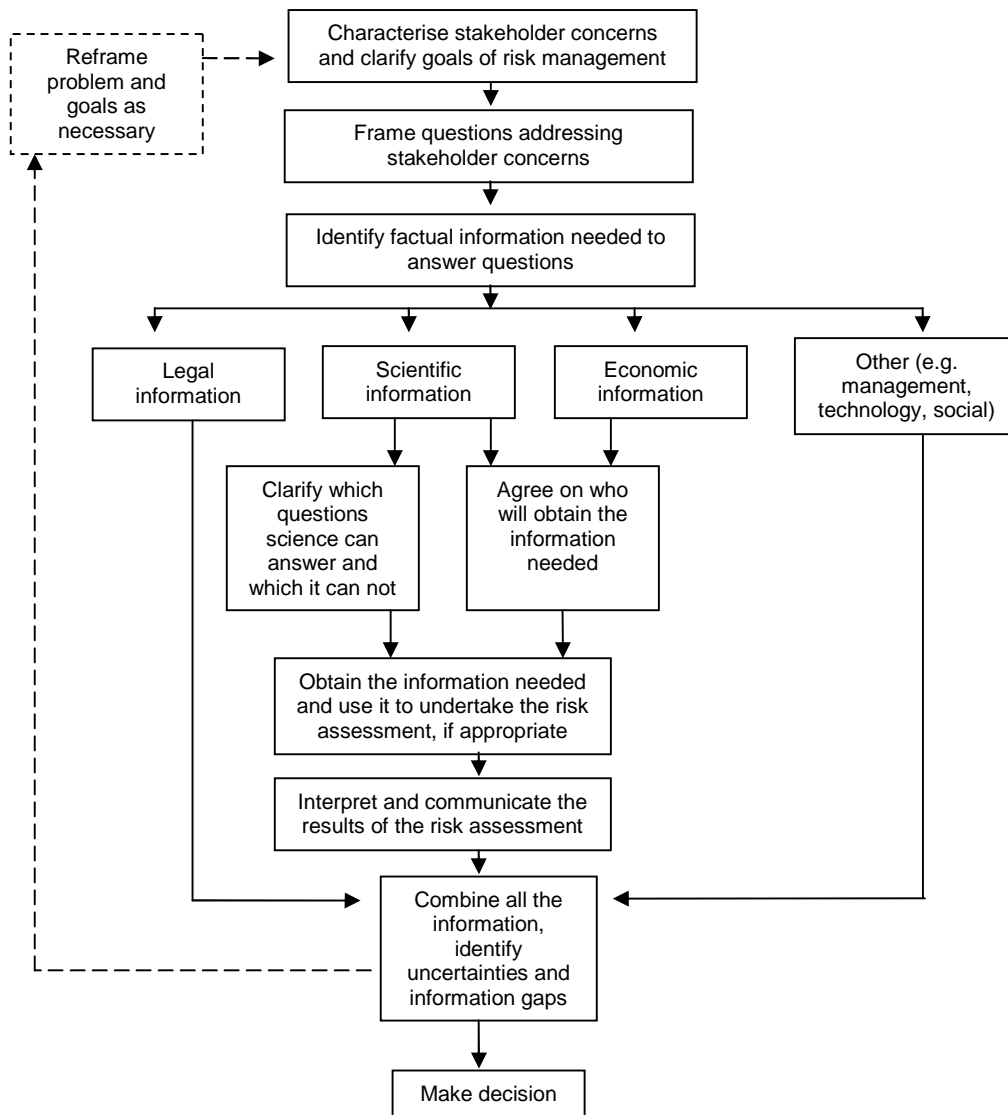 Characterise stakeholder concerns
and clarify goals of risk management
Reframe
problem and
goals as
necessary
Frame questions addressing
stakeholder concerns
Identify factual information needed to
answer questions
Legal
information
Scientific
information
Economic
information
Other (e.g.
management,
technology, social)
Clarify which
questions
science can
answer and
which it can not
Agree on who
will obtain the
information
needed
Obtain the information needed
and use it to undertake the risk
assessment, if appropriate
Interpret and communicate the
results of the risk assessment
Combine all the
information,
identify
uncertainties and
information gaps
Make decision